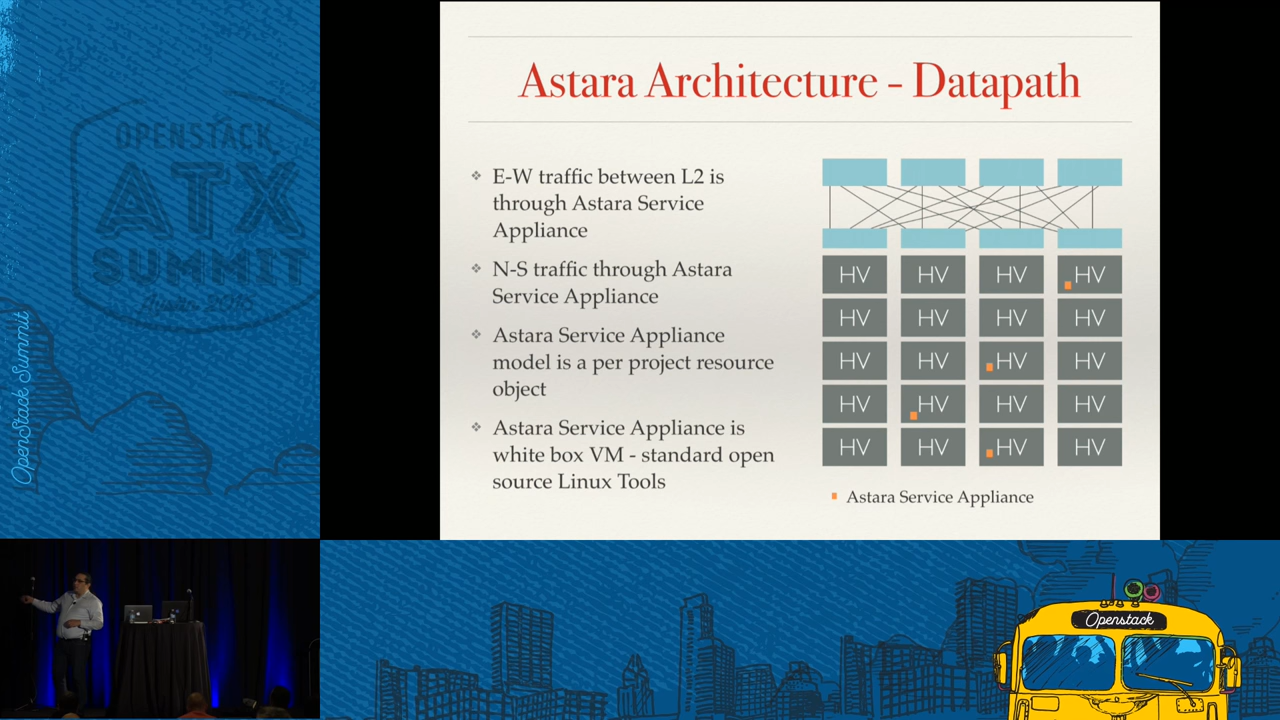 OPENSTACK
ATX
SUMMIT
Austin 2016
OpenStack Summit
Astara Architecture - Datapath
❖ E-W traffic between L2 is
through Astara Service
Appliance
❖ N-S traffic through Astara
Service Appliance
❖ Astara Service Appliance
model is a per project resource
object
❖ Astara Service Appliance is
white box VM - standard open
source Linux Tools
HV HV HV HV
HV HV HV HV
HV HV HV HV
HV HV HV HV
HV HV HV HV
Astara Service Appliance
Openstack